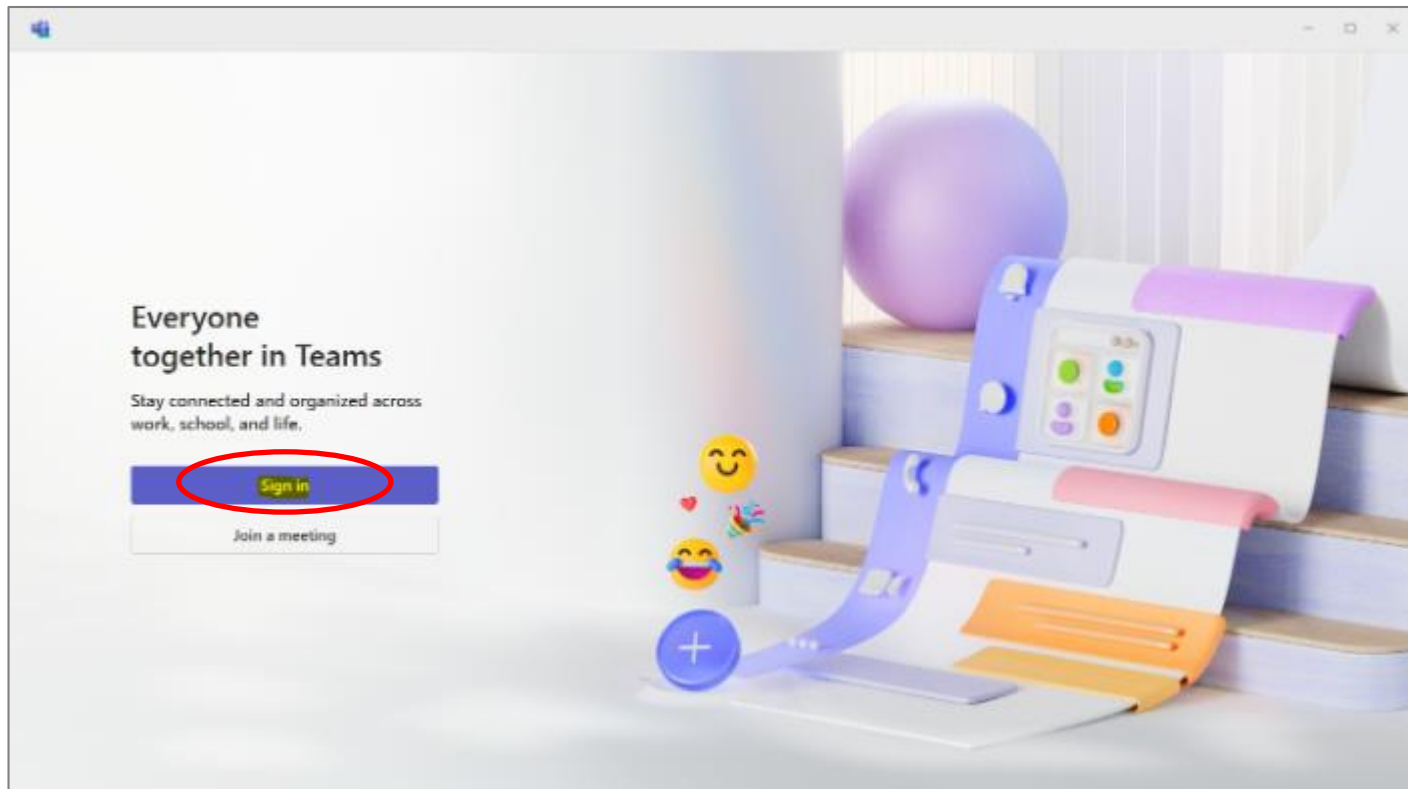 Everyone
together in Teams
Stay connected and organized across
work, school, and life.
Sign in
Join a meeting